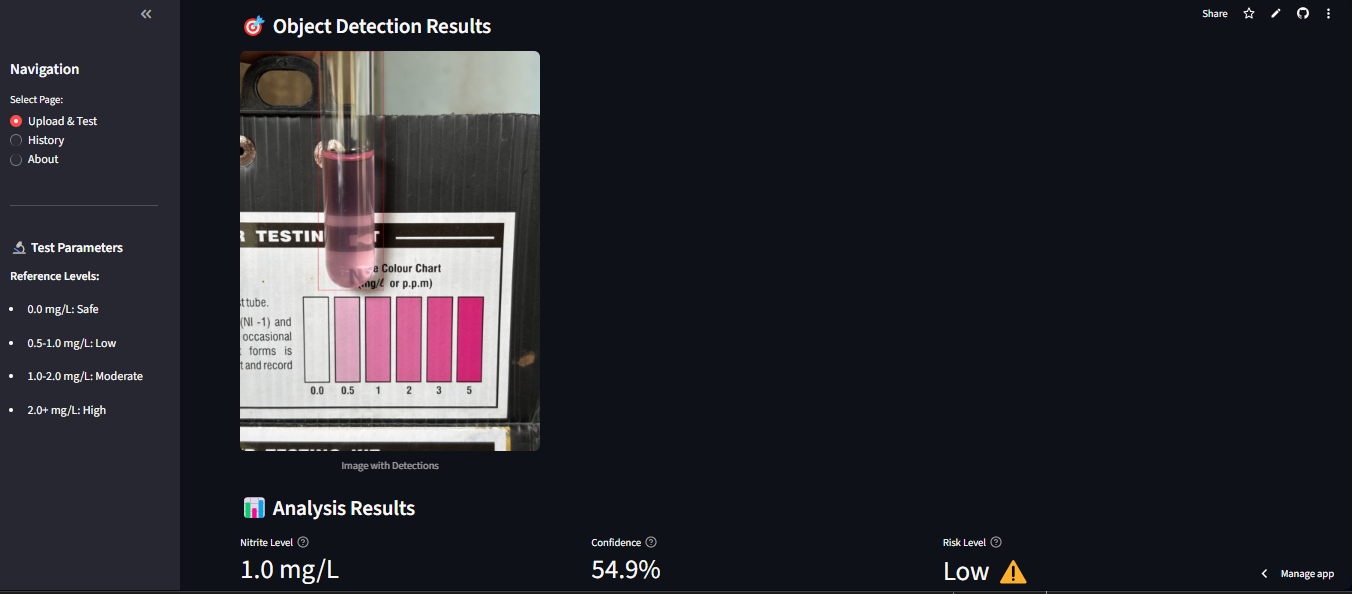 Share
Navigation
Select Page:
Upload & Test
History
About
Test Parameters
Reference Levels:
0.0 mg/L: Safe
0.5-1.0 mg/L: Low
1.0-2.0 mg/L: Moderate
2.0+ mg/L: High
Object Detection Results
R TESTIN T
e Colour Chart
mg/ℓ or p.p.m)
st tube.
(NI -1) and
occasional
forms is
t and record
0.0 0.5 1 2 3 5
Image with Detections
Analysis Results
Nitrite Level
1.0 mg/L
Confidence
54.9%
Risk Level
Low
Manage app